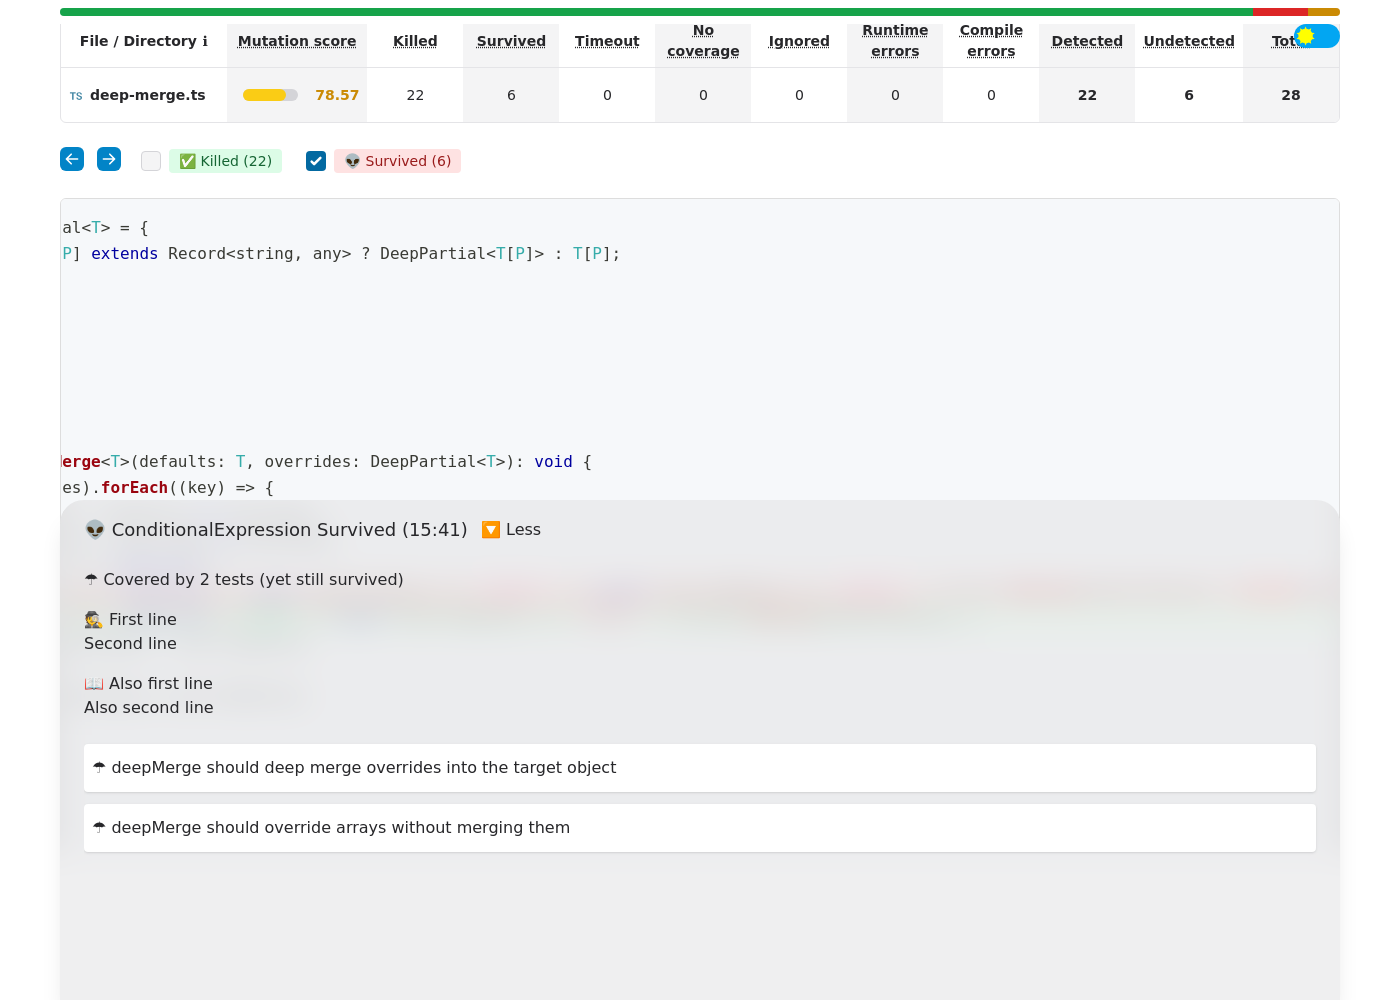 File / Directory ℹ Mutation score Killed Survived Timeout No coverage Ignored Runtime errors Compile errors Detected Undetected
TS deep-merge.ts 78.57 22 6 0 0 0 0 0 22 6 28
✅ Killed (22) 👽 Survived (6)
al<T> = {
P] extends Record<string, any> ? DeepPartial<T[P]> : T[P];
erge<T>(defaults: T, overrides: DeepPartial<T>): void {
es).forEach((key) => {
👽 ConditionalExpression Survived (15:41) 🔽 Less
☂ Covered by 2 tests (yet still survived)
🕵 First line
Second line
📖 Also first line
Also second line
☂ deepMerge should deep merge overrides into the target object
☂ deepMerge should override arrays without merging them